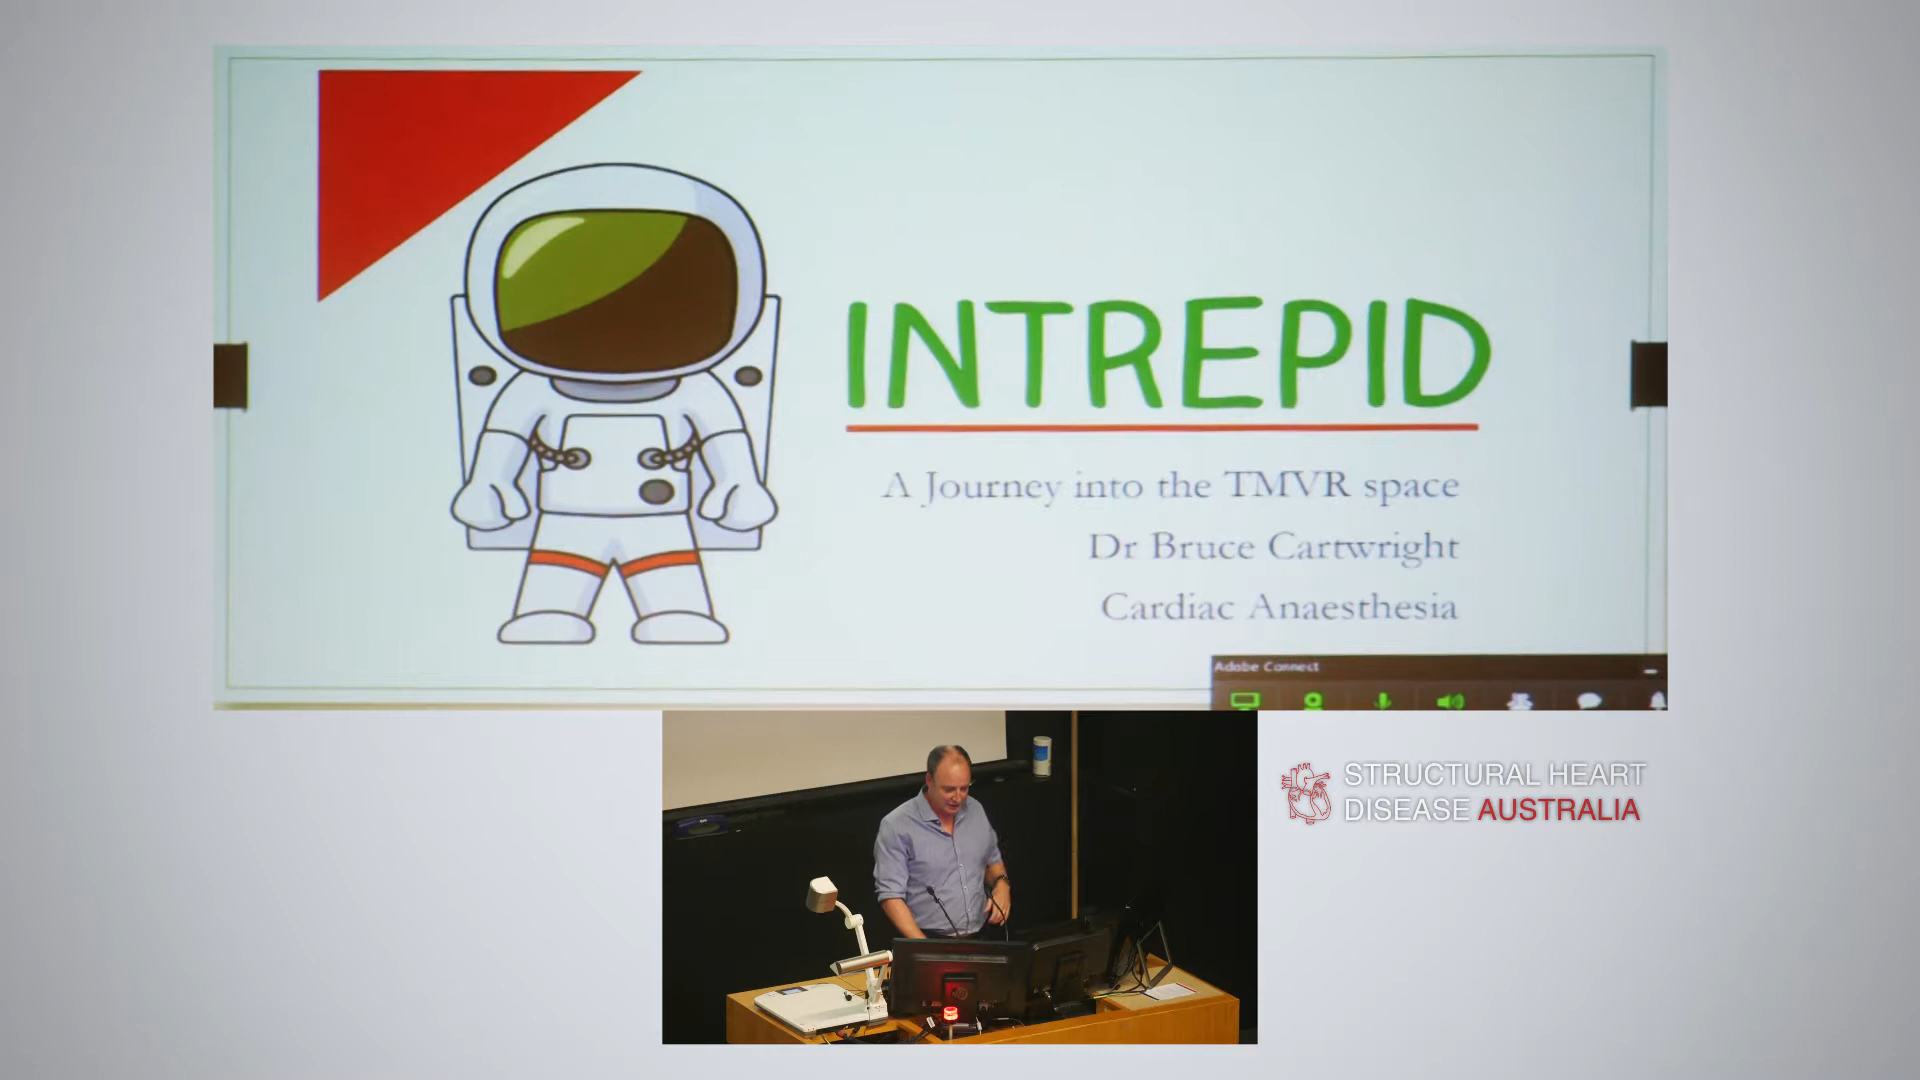 INTREPID
A Journey into the TMVR space
Dr Bruce Cartwright
Cardiac Anaesthesia
Adobe Connect
STRUCTURAL HEART
DISEASE AUSTRALIA